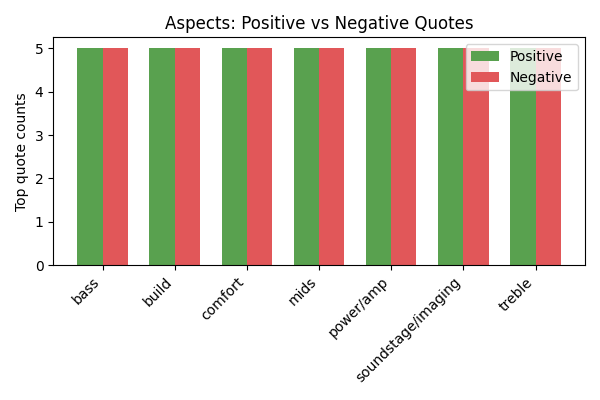 Aspects: Positive vs Negative Quotes
Top quote counts
5
4
3
2
1
0
Positive
Negative
bass
build
comfort
mids
power/amp
soundstage/imaging
treble